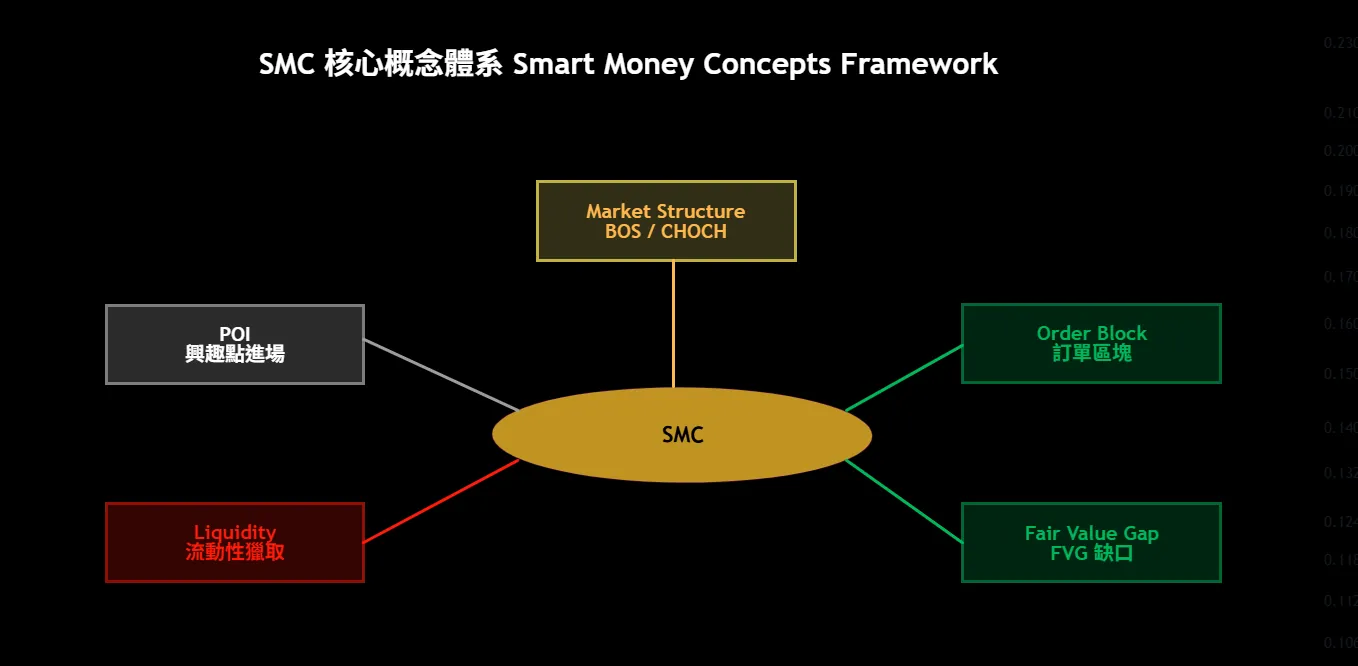 SMC 核心概念體系 Smart Money Concepts Framework
Market Structure
BOS / CHOCH
POI
興趣點進場
Order Block
訂單區塊
SMC
Liquidity
流動性獵取
Fair Value Gap
FVG 缺口